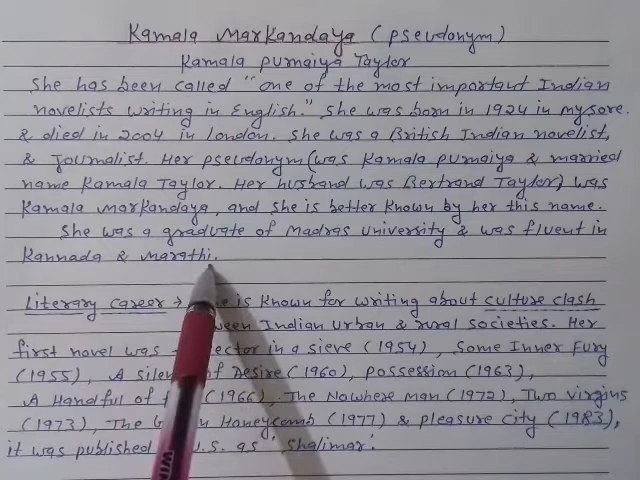 Kamala Markandaya (pseudonym)
Kamala Purnaiya Taylor
She has been called "one of the most important Indian
novelists writing in English." She was born in 1924 in mysore.
& died in 2004 in London. She was a British Indian novelist,
& Journalist. Her pseudonym (was Kamala Purnaiya & married
name Kamala Taylor. Her husband was Bertrand Taylor) was
Kamala Markandaya, and she is better known by her this name.
She was a graduate of Madras University & was fluent in
Kannada & Marathi.
Literary career → is known for writing about culture clash
Indian urban & rural societies. Her
first novel was in a sieve (1954), Some Inner Fury
(1955), A of Desire (1960), Possession (1963),
A Handful of (1966), The Nowhere man (1972), Two Virgins
(1973), The Honeycomb (1977) & pleasure city (1983),
it was published as 'Shalimar'.
WIN